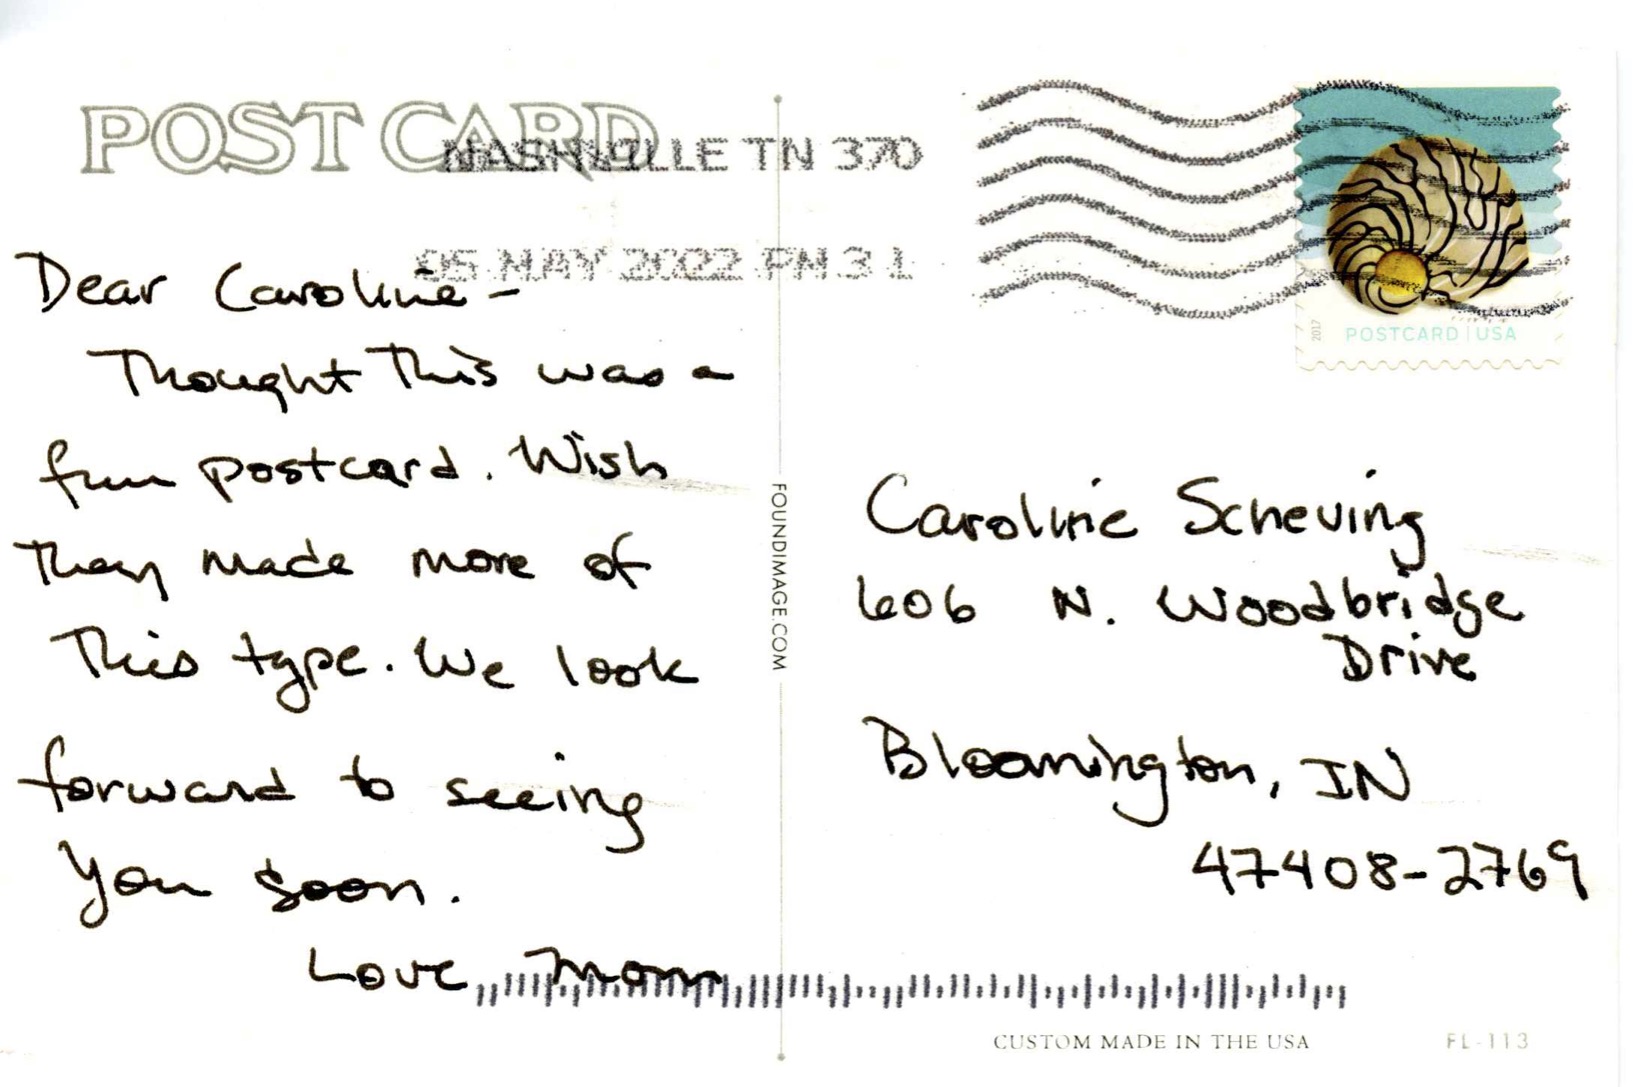 POST CARD
NASHVILLE TN 370
05 MAY 2022 PM 3 L
Dear Caroline -
Thought This was a
fun postcard. Wish
They made more of
This type. We look
forward to seeing
you soon.
Love Mom
FOUNDIMAGE.COM
2017
POSTCARD | USA
Caroline Scheving
606 N. Woodbridge
Drive
Bloomington, IN
47408-2769
CUSTOM MADE IN THE USA
FL-113